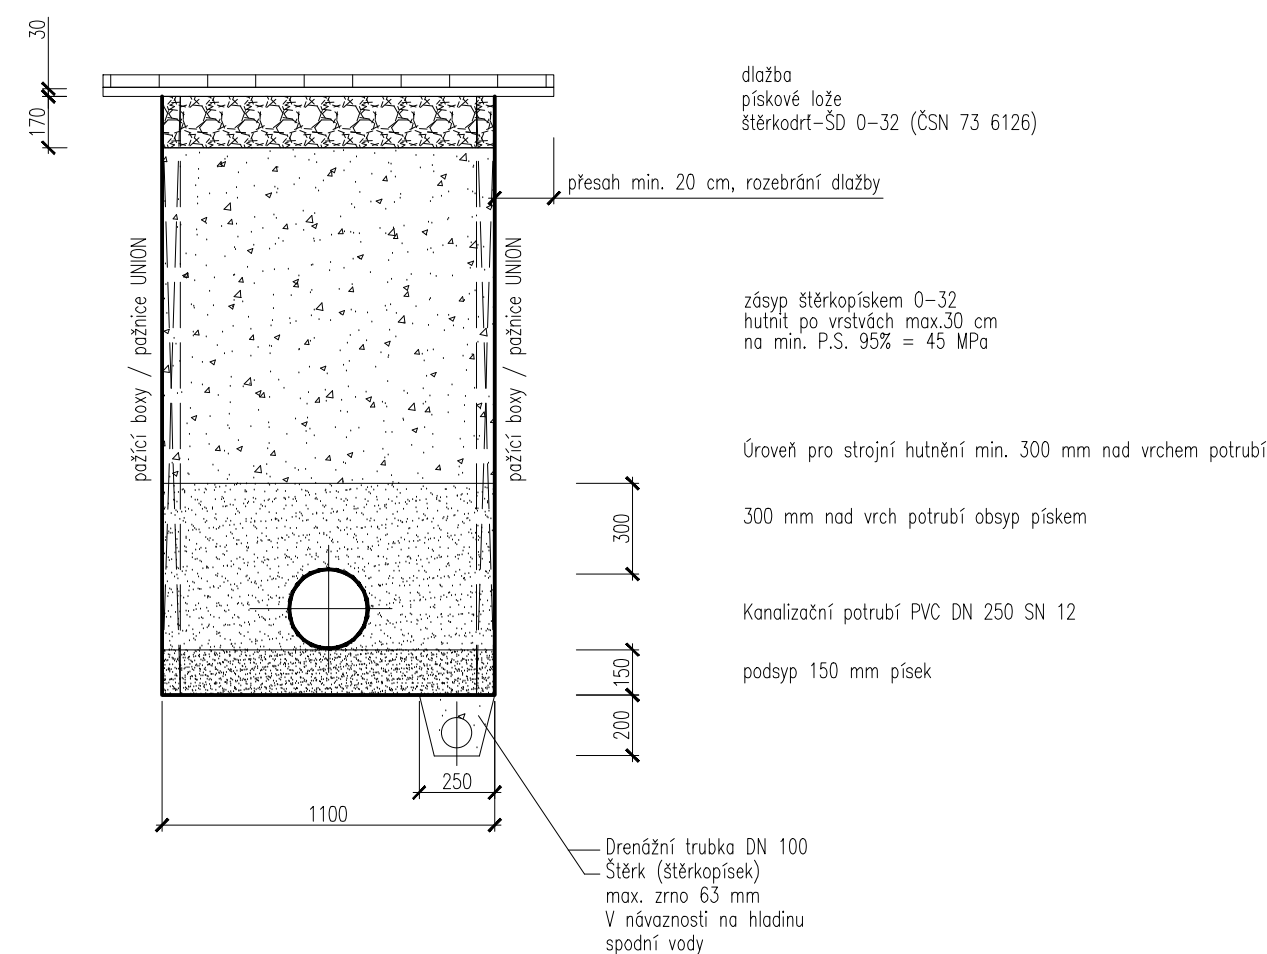 30
170
dlažba
pískové lože
štěrkodrť-ŠD 0-32 (ČSN 73 6126)
přesah min. 20 cm, rozebrání dlažby
pažící boxy / pažnice UNION
pažící boxy / pažnice UNION
zásyp štěrkopískem 0-32
hutnit po vrstvách max.30 cm
na min. P.S. 95% = 45 MPa
Úroveň pro strojní hutnění min. 300 mm nad vrchem potrubí
300
300 mm nad vrch potrubí obsyp pískem
Kanalizační potrubí PVC DN 250 SN 12
150
podsyp 150 mm písek
200
250
1100
Drenážní trubka DN 100
Štěrk (štěrkopísek)
max. zrno 63 mm
V návaznosti na hladinu
spodní vody